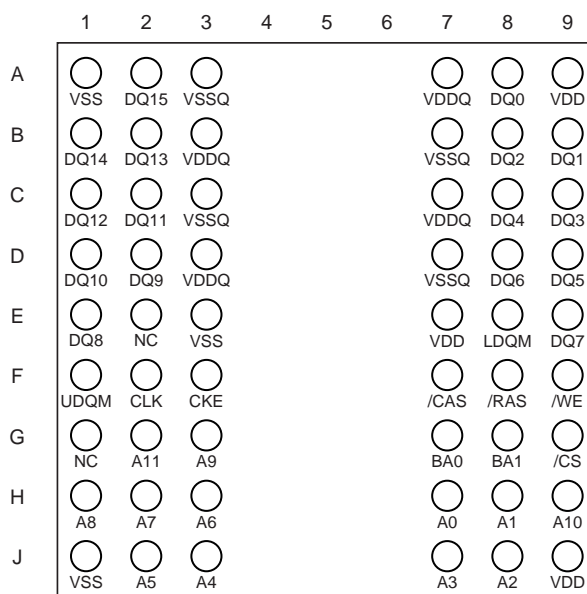 1 2 3 4 5 6 7 8 9
A
VSS DQ15 VSSQ VDDQ DQ0 VDD
B
DQ14 DQ13 VDDQ VSSQ DQ2 DQ1
C
DQ12 DQ11 VSSQ VDDQ DQ4 DQ3
D
DQ10 DQ9 VDDQ VSSQ DQ6 DQ5
E
DQ8 NC VSS VDD LDQM DQ7
F
UDQM CLK CKE /CAS /RAS /WE
G
NC A11 A9 BA0 BA1 /CS
H
A8 A7 A6 A0 A1 A10
J
VSS A5 A4 A3 A2 VDD